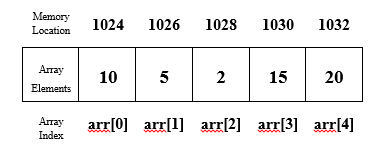 Memory Location 1024 1026 1028 1030 1032
Array Elements 10 5 2 15 20
Array Index arr[0] arr[1] arr[2] arr[3] arr[4]